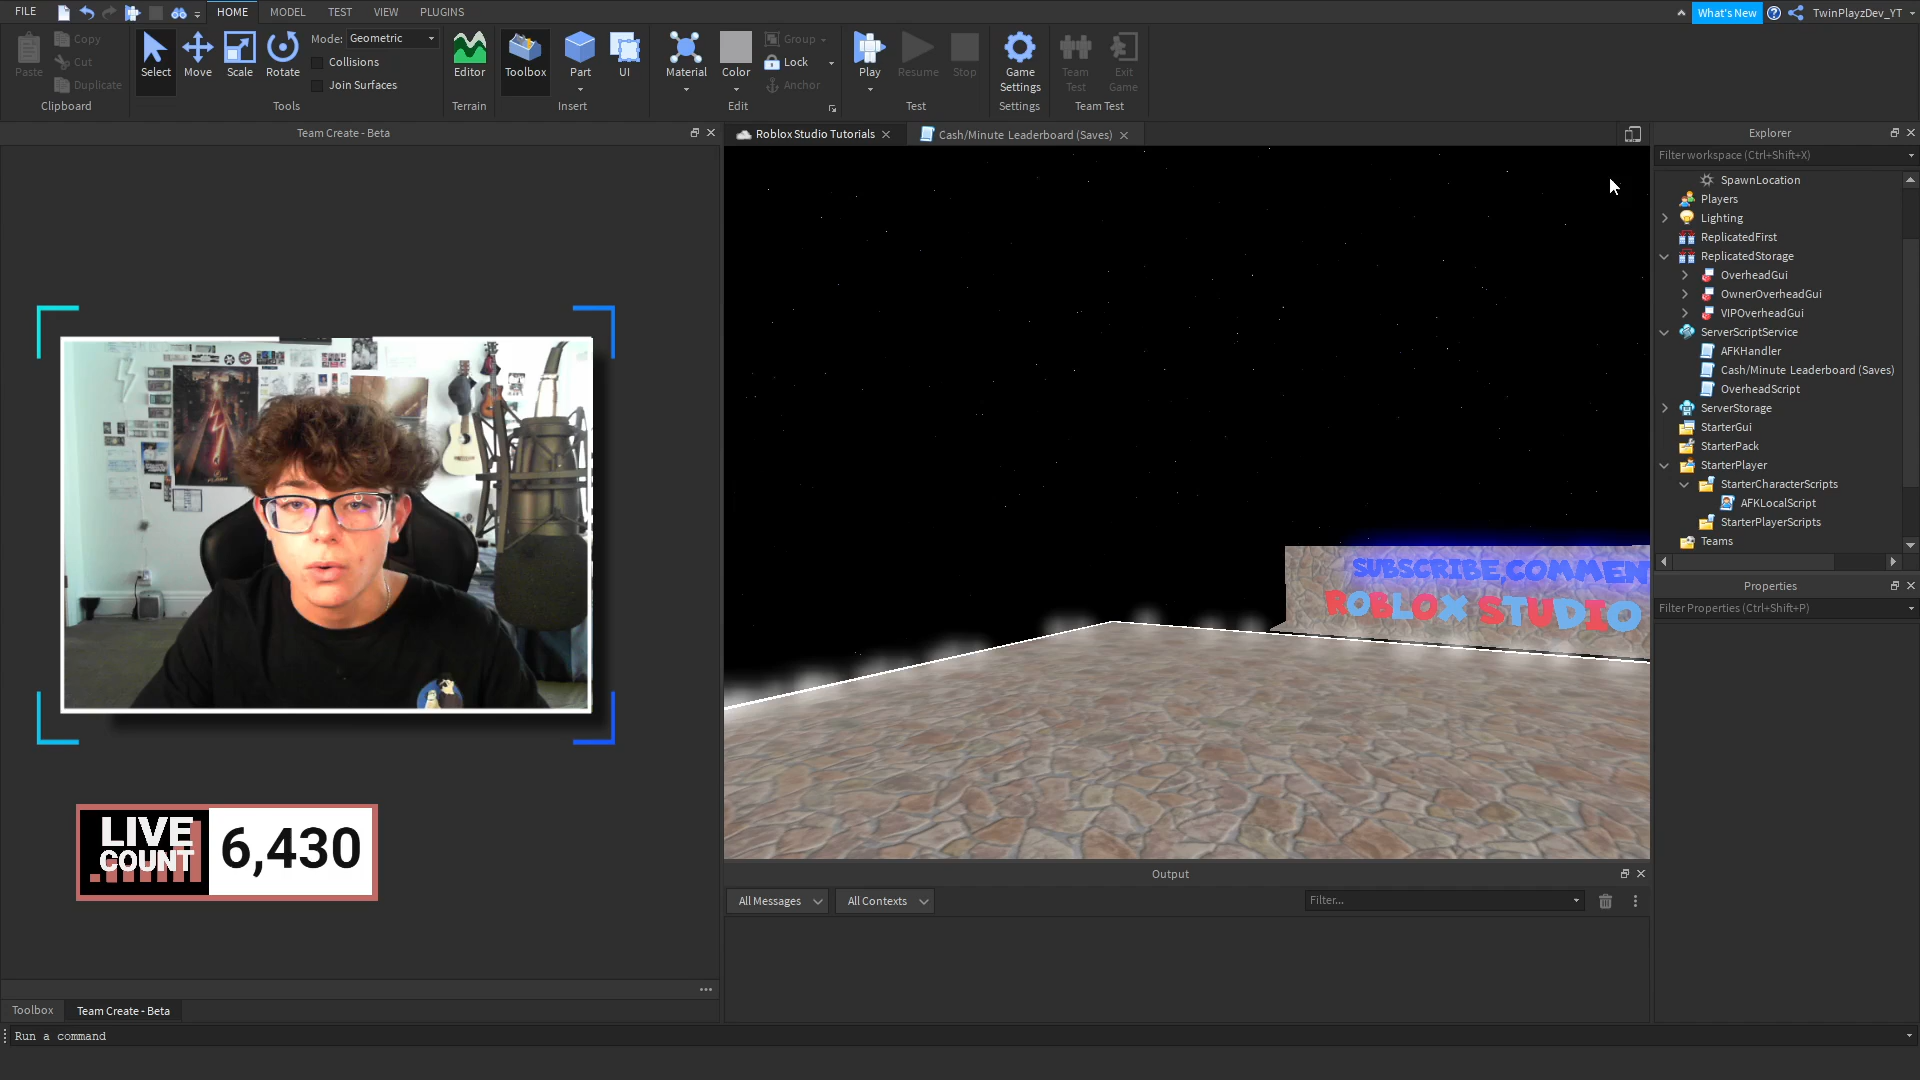 FILE
HOME
MODEL
TEST
VIEW
PLUGINS
What's New
TwinPlayzDev_YT
Paste
Copy
Cut
Duplicate
Clipboard
Select
Move
Scale
Rotate
Mode: Geometric
Collisions
Join Surfaces
Tools
Editor
Terrain
Toolbox
Part
UI
Insert
Material
Color
Group
Lock
Anchor
Edit
Play
Resume
Stop
Test
Game
Settings
Settings
Team
Test
Exit
Game
Team Test
Team Create - Beta
Roblox Studio Tutorials
Cash/Minute Leaderboard (Saves)
SUBSCRIBE,COMMEN
ROBLOX STUDIO
LIVE
COUNT
6,430
Output
All Messages
All Contexts
Filter...
Explorer
Filter workspace (Ctrl+Shift+X)
SpawnLocation
Players
Lighting
ReplicatedFirst
ReplicatedStorage
OverheadGui
OwnerOverheadGui
VIPOverheadGui
ServerScriptService
AFKHandler
Cash/Minute Leaderboard (Saves)
OverheadScript
ServerStorage
StarterGui
StarterPack
StarterPlayer
StarterCharacterScripts
AFKLocalScript
StarterPlayerScripts
Teams
Properties
Filter Properties (Ctrl+Shift+P)
Toolbox
Team Create - Beta
Run a command